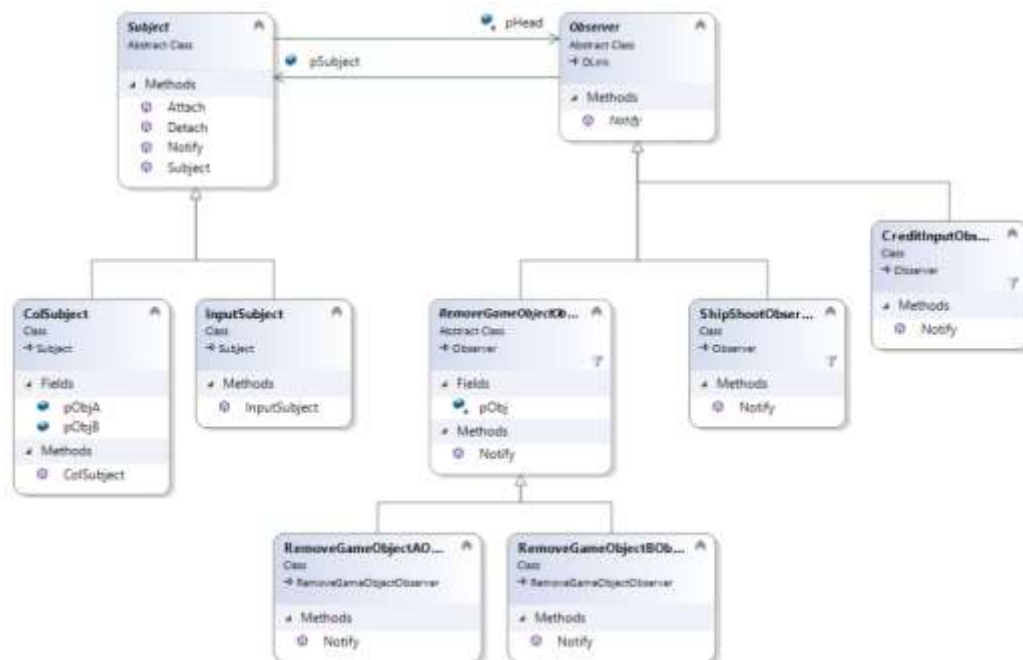 Subject
Abstract Class
Methods
Attach
Detach
Notify
Subject
pHead
pSubject
Observer
Abstract Class
DLink
Methods
Notify
CreditInputObs...
Class
Observer
Methods
Notify
ColSubject
Class
Subject
Fields
pObjA
pObjB
Methods
ColSubject
InputSubject
Class
Subject
Methods
InputSubject
RemoveGameObjectOb...
Abstract Class
Observer
Fields
pObj
Methods
Notify
ShipShootObser...
Class
Observer
Methods
Notify
RemoveGameObjectAO...
Class
RemoveGameObjectObserver
Methods
Notify
RemoveGameObjectBOb...
Class
RemoveGameObjectObserver
Methods
Notify